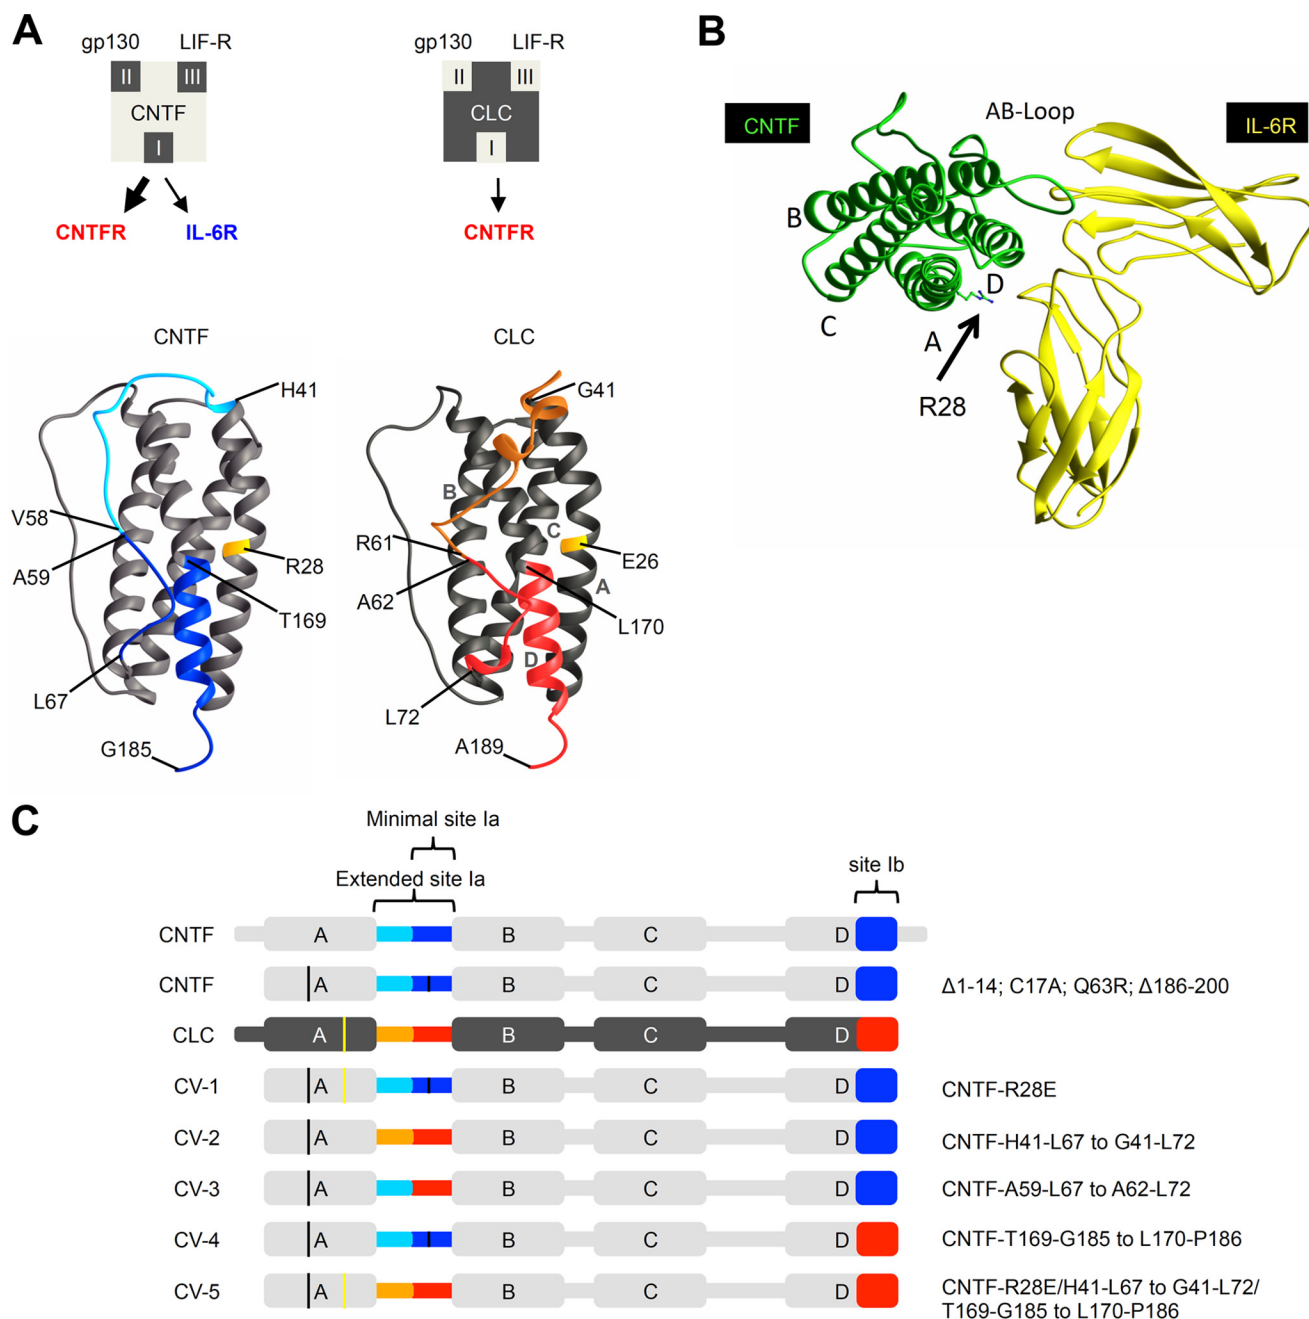 A
gp130 LIF-R
II III
CNTF
I
CNTFR IL-6R
gp130 LIF-R
II III
CLC
I
CNTFR
CNTF
H41
V58
A59
R28
T169
L67
G185
CLC
G41
B
R61
C
E26
A62
A
L170
D
L72
A189
B
CNTF
AB-Loop
IL-6R
B
D
C
A
R28
C
Minimal site Ia
Extended site Ia
site Ib
CNTF A B C D
CNTF A B C D Δ1-14; C17A; Q63R; Δ186-200
CLC A B C D
CV-1 A B C D CNTF-R28E
CV-2 A B C D CNTF-H41-L67 to G41-L72
CV-3 A B C D CNTF-A59-L67 to A62-L72
CV-4 A B C D CNTF-T169-G185 to L170-P186
CV-5 A B C D CNTF-R28E/H41-L67 to G41-L72/
T169-G185 to L170-P186